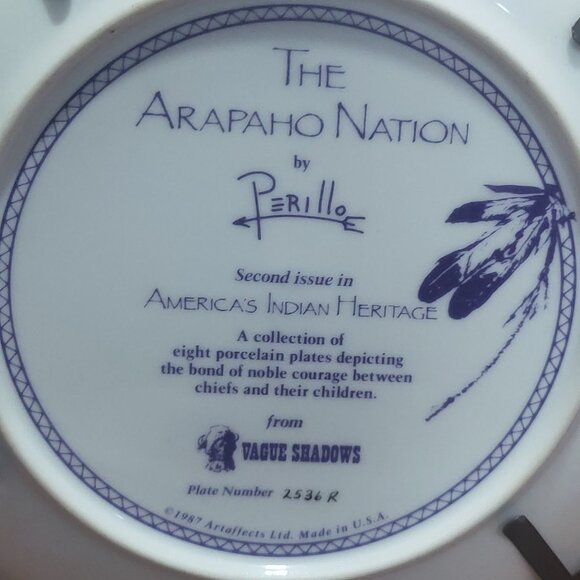 THE
ARAPAHO NATION
by
PERILLO
Second issue in
AMERICA'S INDIAN HERITAGE
A collection of
eight porcelain plates depicting
the bond of noble courage between
chiefs and their children.
from
VAGUE SHADOWS
Plate Number 2536 R
©1987 Artaffects Ltd. Made in U.S.A.